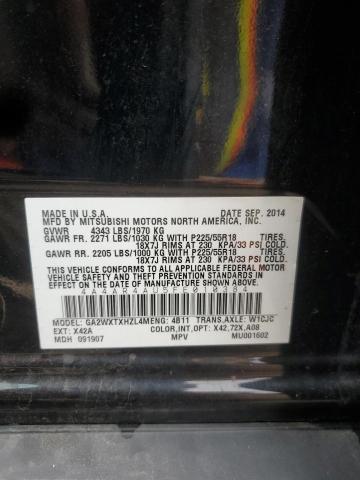 MADE IN U.S.A. DATE SEP. 2014
MFD BY MITSUBISHI MOTORS NORTH AMERICA, INC.
GVWR 4343 LBS/1970 KG
GAWR FR. 2271 LBS/1030 KG WITH P225/55R18 TIRES,
18X7J RIMS AT 230 KPA/33 PSI COLD.
GAWR RR. 2205 LBS/1000 KG WITH P225/55R18 TIRES,
18X7J RIMS AT 230 KPA/33 PSI COLD.
THIS VEHICLE CONFORMS TO ALL APPLICABLE FEDERAL MOTOR
VEHICLE SAFETY, BUMPER AND THEFT PREVENTION STANDARDS IN
EFFECT ON THE DATE OF MANUFACTURE SHOWN ABOVE.
4A4AR4AU5FE010384
MODEL: GA2WXTXHZL4M ENG: 4B11 TRANS,AXLE: W1CJC
EXT: X42A COLOR,INT,OPT: X42,72X,A08
MDH 091907 MPV MU001602